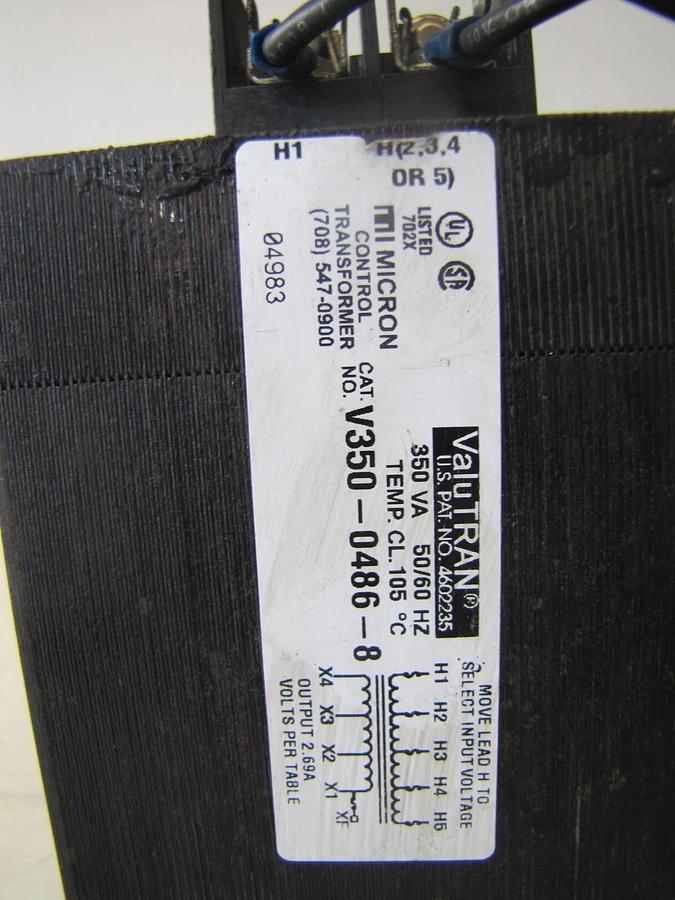 H1
H(2,3,4
OR 5)
UL
LISTED
702X
MICRON
CONTROL
TRANSFORMER
(708) 547-0900
04983
ValuTRAN®
U.S. PAT. NO. 4602235
350 VA 50/60 HZ
TEMP. CL. 105 °C
CAT.
NO. V350-0486-8
MOVE LEAD H TO
SELECT INPUT VOLTAGE
H1 H2 H3 H4 H5
X4 X3 X2 X1 XF
OUTPUT 2.69A
VOLTS PER TABLE